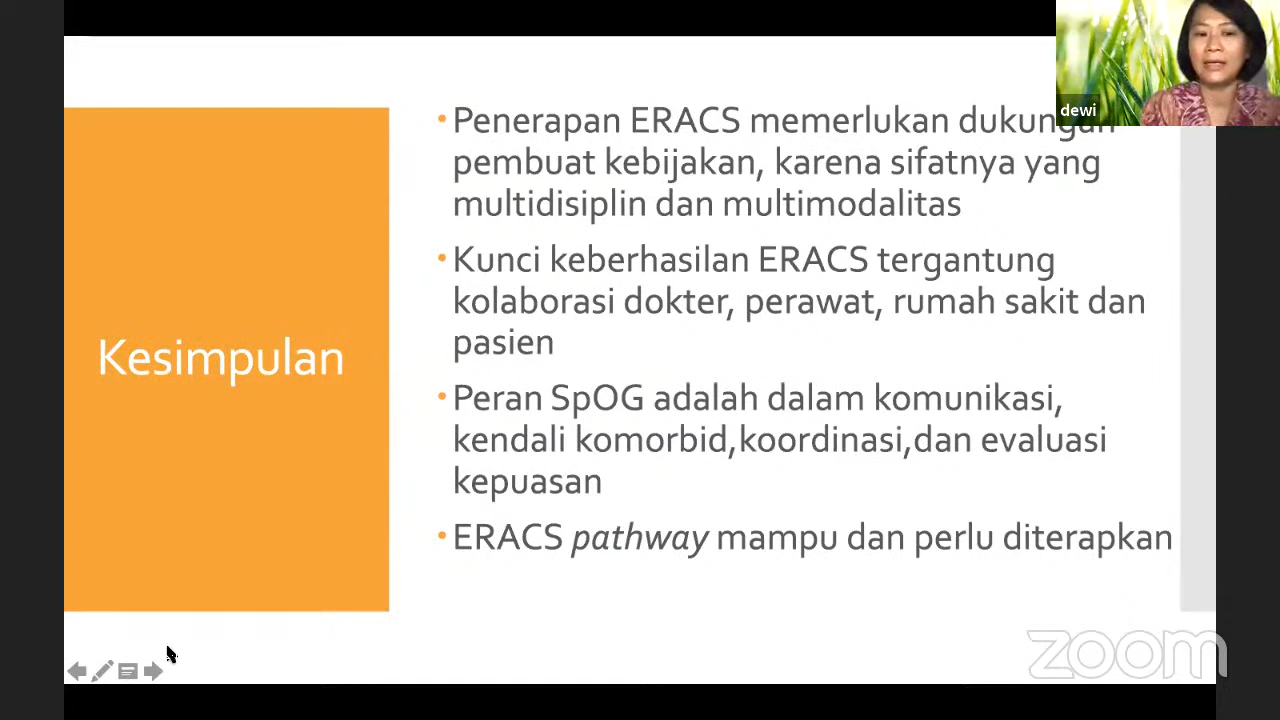 dewi
Penerapan ERACS memerlukan dukungan
pembuat kebijakan, karena sifatnya yang
multidisiplin dan multimodalitas
Kunci keberhasilan ERACS tergantung
kolaborasi dokter, perawat, rumah sakit dan
pasien
Kesimpulan
Peran SpOG adalah dalam komunikasi,
kendali komorbid,koordinasi,dan evaluasi
kepuasan
ERACS pathway mampu dan perlu diterapkan
zoom